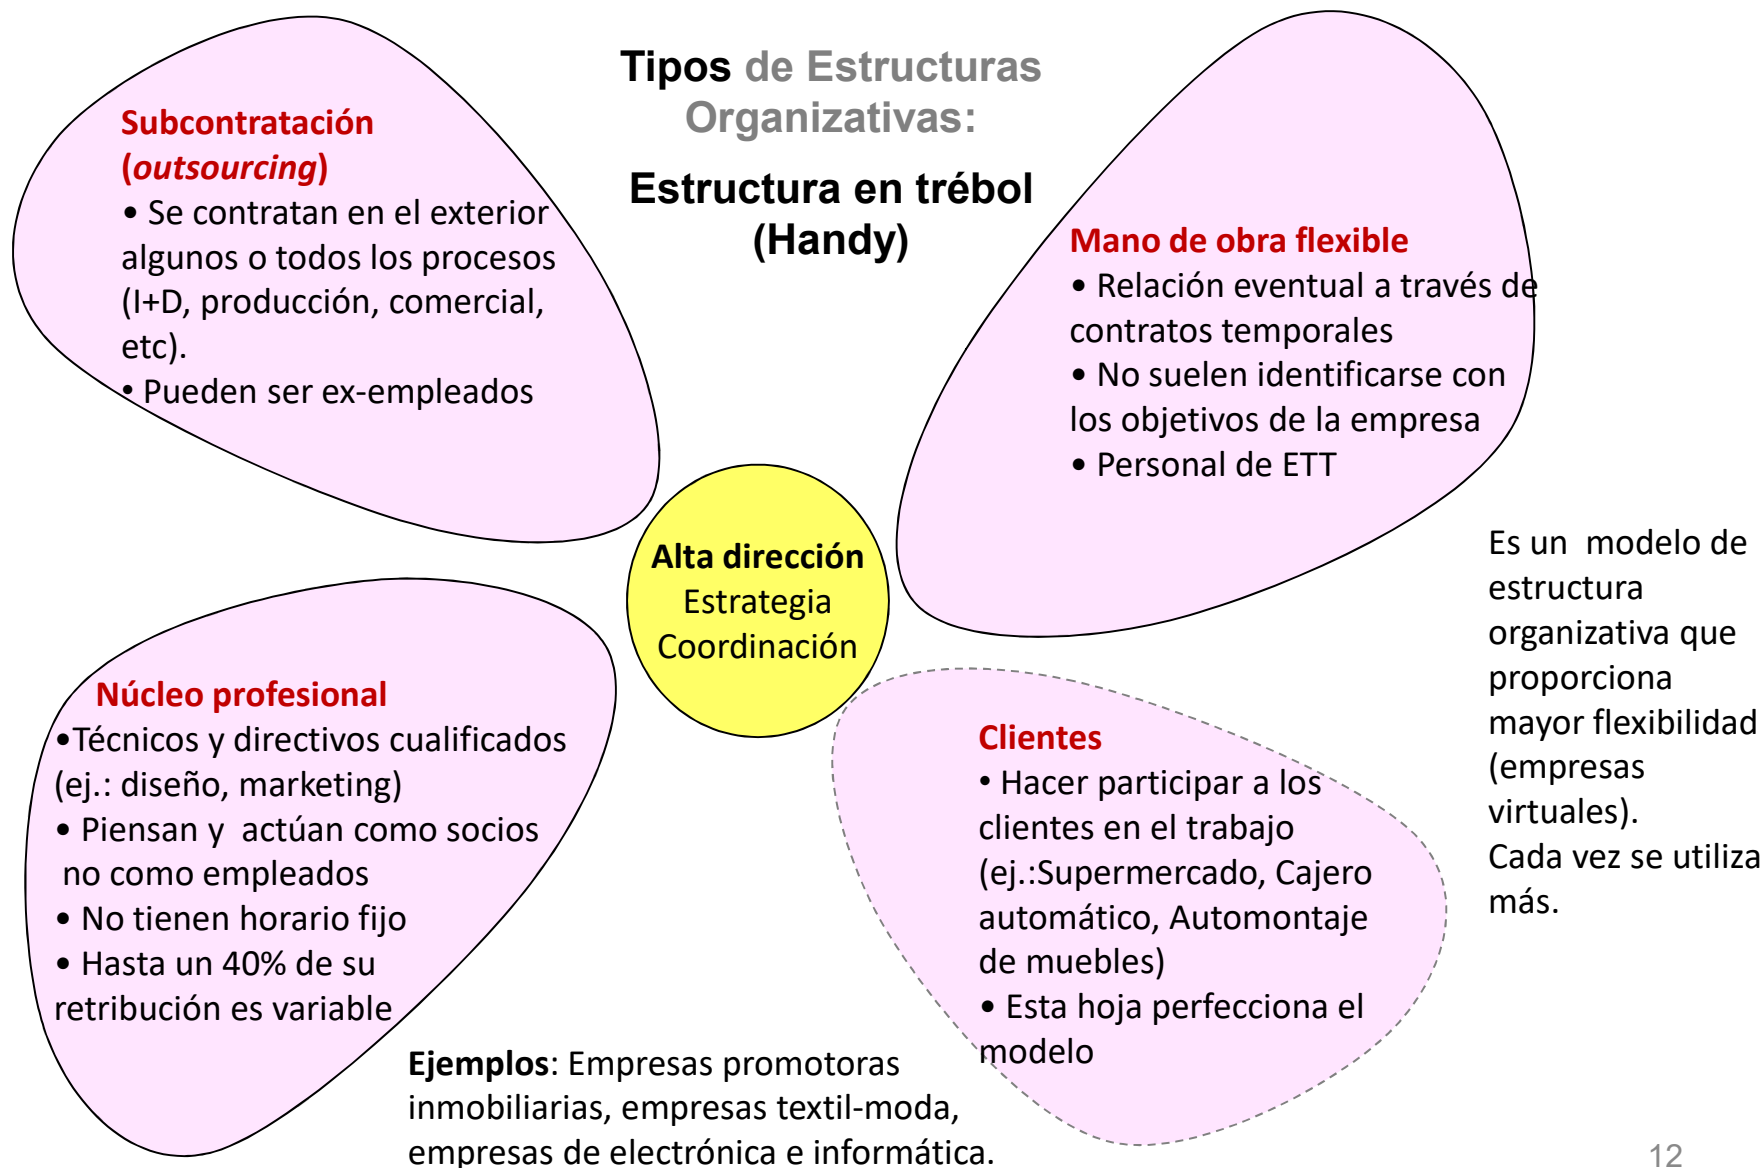 Tipos de Estructuras
Organizativas:
Estructura en trébol
(Handy)
Subcontratación
(outsourcing)
• Se contratan en el exterior
algunos o todos los procesos
(I+D, producción, comercial,
etc).
• Pueden ser ex-empleados
Mano de obra flexible
• Relación eventual a través de
contratos temporales
• No suelen identificarse con
los objetivos de la empresa
• Personal de ETT
Alta dirección
Estrategia
Coordinación
Núcleo profesional
•Técnicos y directivos cualificados
(ej.: diseño, marketing)
• Piensan y  actúan como socios
no como empleados
• No tienen horario fijo
• Hasta un 40% de su
retribución es variable
Clientes
• Hacer participar a los
clientes en el trabajo
(ej.:Supermercado, Cajero
automático, Automontaje
de muebles)
• Esta hoja perfecciona el
modelo
Es un  modelo de
estructura
organizativa que
proporciona
mayor flexibilidad
(empresas
virtuales).
Cada vez se utiliza
más.
Ejemplos: Empresas promotoras
inmobiliarias, empresas textil-moda,
empresas de electrónica e informática.
12